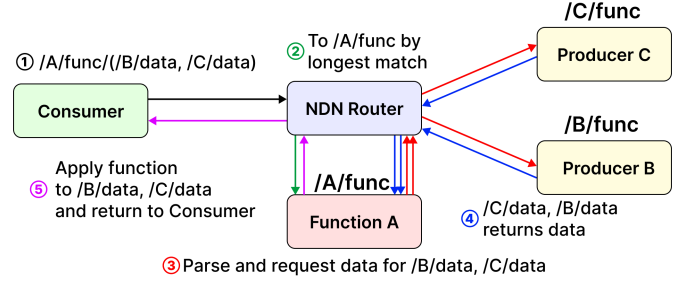 /C/func
② To /A/func by
longest match
Producer C
① /A/func/(/B/data, /C/data)
Consumer
NDN Router
/B/func
Producer B
Apply function
⑤ to /B/data, /C/data
and return to Consumer
/A/func
Function A
④ /C/data, /B/data
returns data
③ Parse and request data for /B/data, /C/data